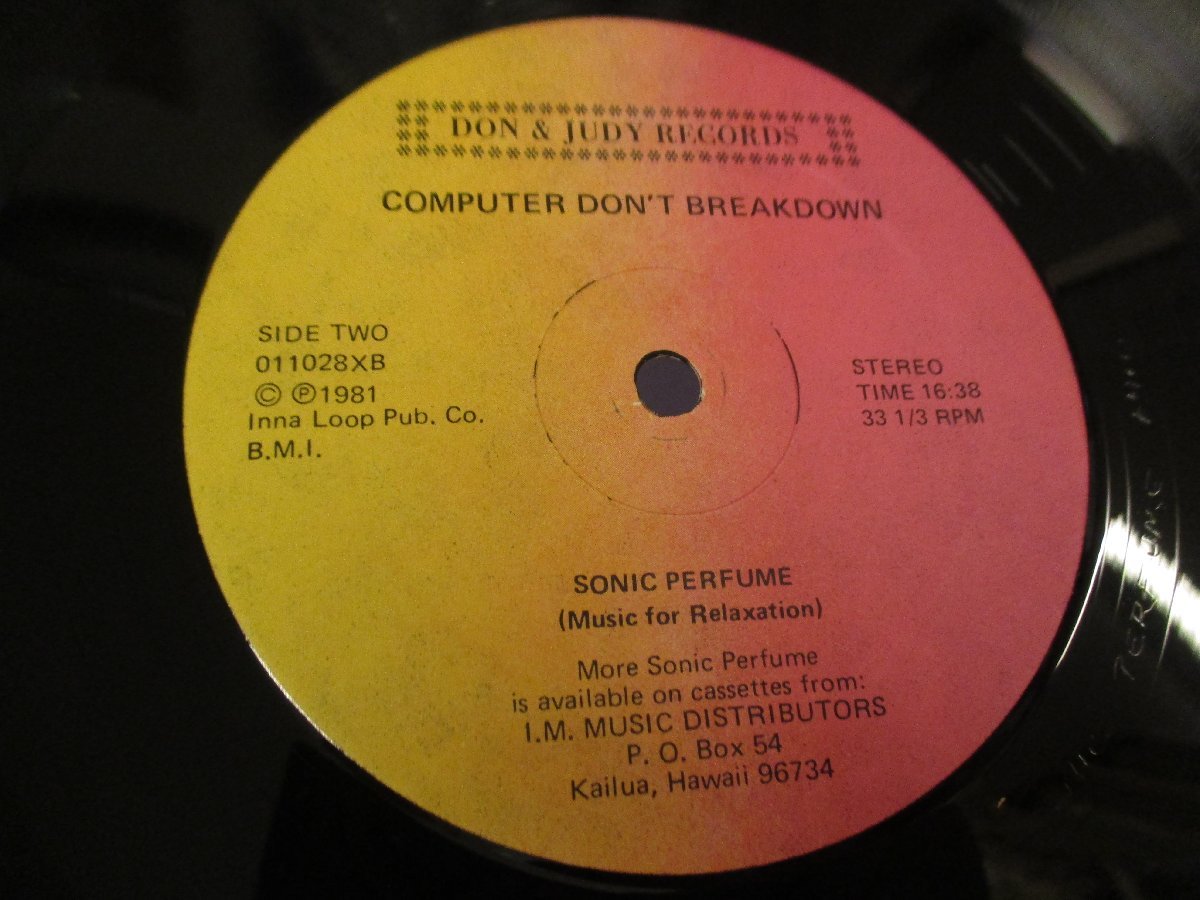 DON & JUDY RECORDS
COMPUTER DON'T BREAKDOWN
SIDE TWO
011028XB
© ℗ 1981
Inna Loop Pub. Co.
B.M.I.
STEREO
TIME 16:38
33 1/3 RPM
SONIC PERFUME
(Music for Relaxation)
More Sonic Perfume
is available on cassettes from:
I.M. MUSIC DISTRIBUTORS
P. O. Box 54
Kailua, Hawaii 96734